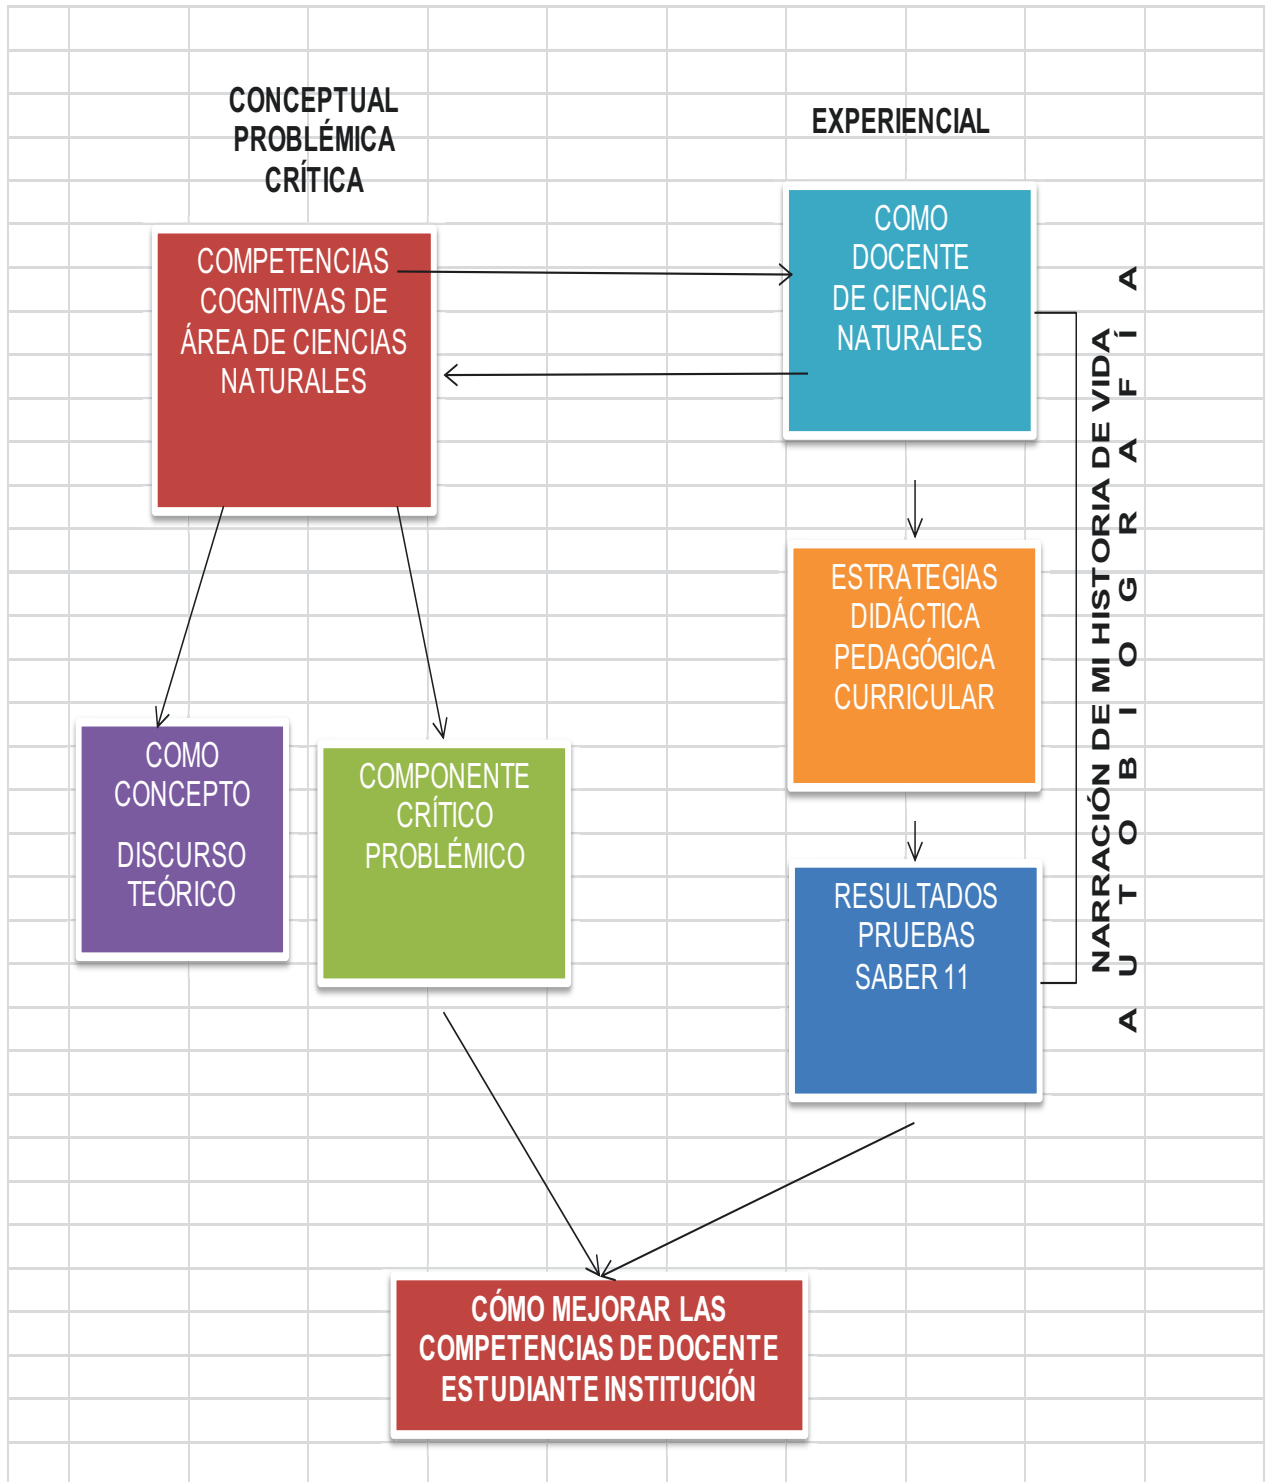 CONCEPTUAL
PROBLÉMICA
CRÍTICA
EXPERIENCIAL
COMPETENCIAS
COGNITIVAS DE
ÁREA DE CIENCIAS
NATURALES
COMO
DOCENTE
DE CIENCIAS
NATURALES
ESTRATEGIAS
DIDÁCTICA
PEDAGÓGICA
CURRICULAR
COMO
CONCEPTO
DISCURSO
TEÓRICO
COMPONENTE
CRÍTICO
PROBLÉMICO
RESULTADOS
PRUEBAS
SABER 11
NARRACIÓN DE MI HISTORIA DE VIDA
A U T O B I O G R A F Í A
CÓMO MEJORAR LAS
COMPETENCIAS DE DOCENTE
ESTUDIANTE INSTITUCIÓN